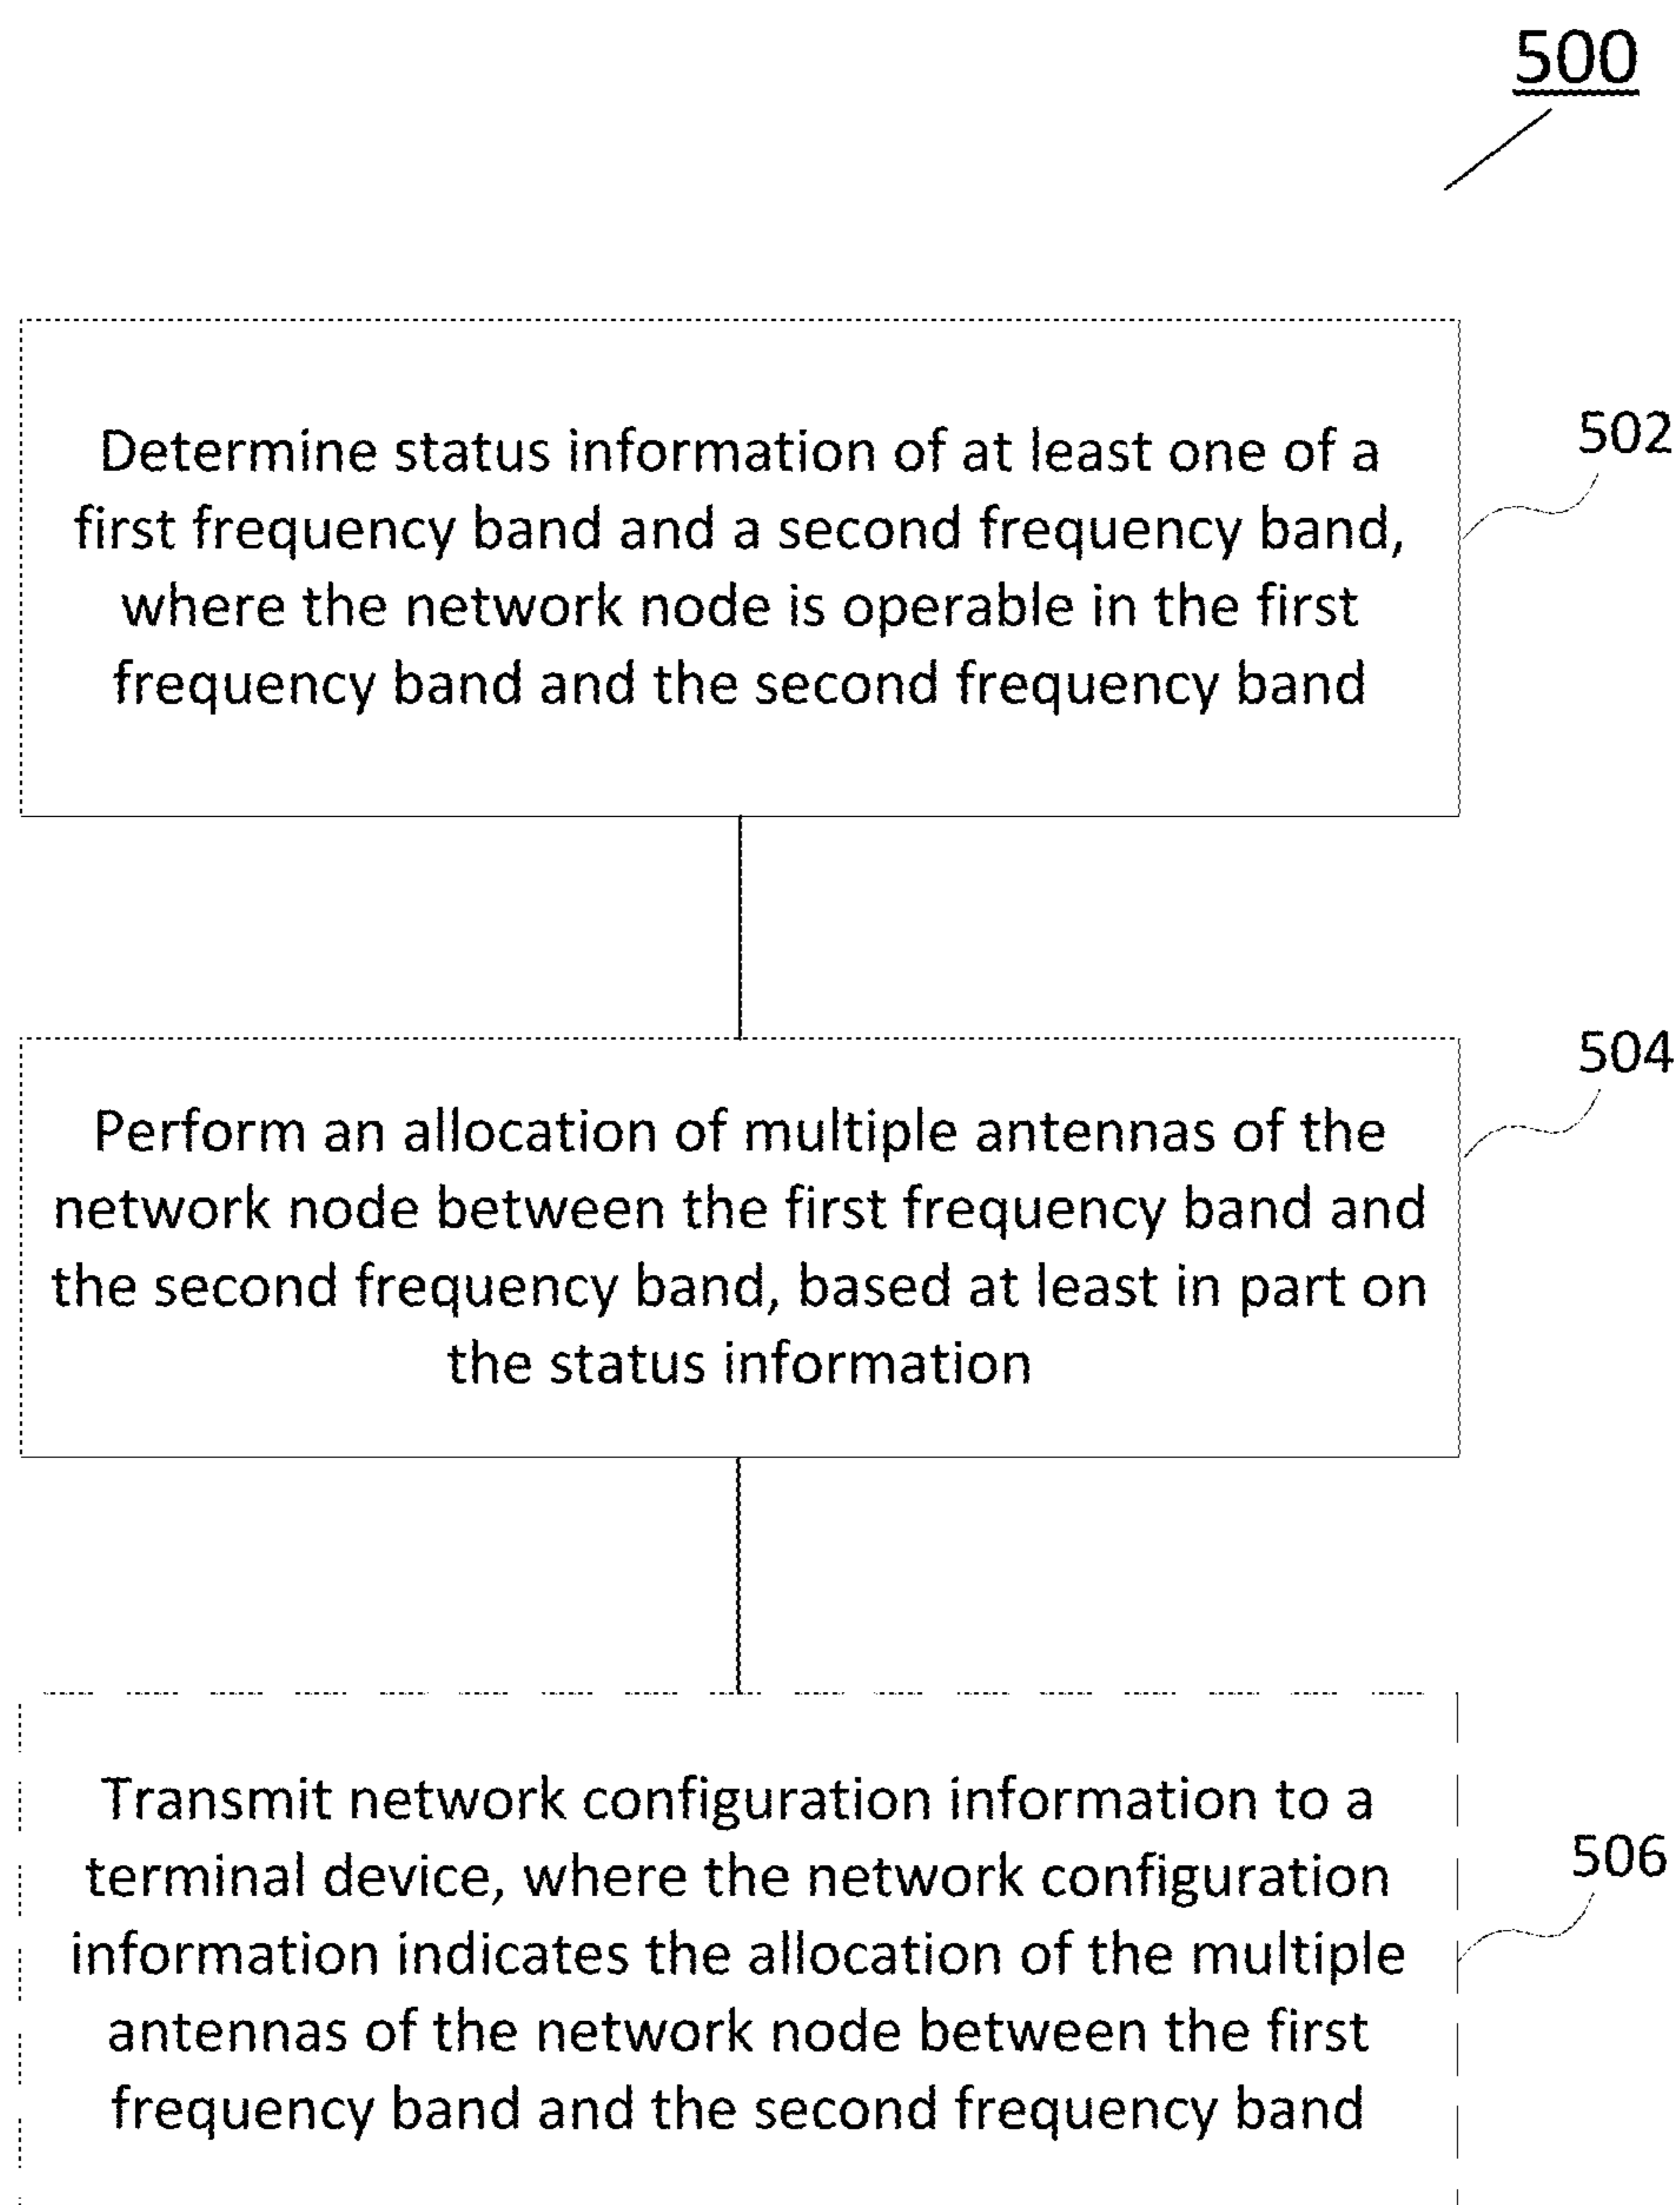 500
Determine status information of at least one of a
first frequency band and a second frequency band,
where the network node is operable in the first
frequency band and the second frequency band
502
Perform an allocation of multiple antennas of the
network node between the first frequency band and
the second frequency band, based at least in part on
the status information
504
Transmit network configuration information to a
terminal device, where the network configuration
information indicates the allocation of the multiple
antennas of the network node between the first
frequency band and the second frequency band
506